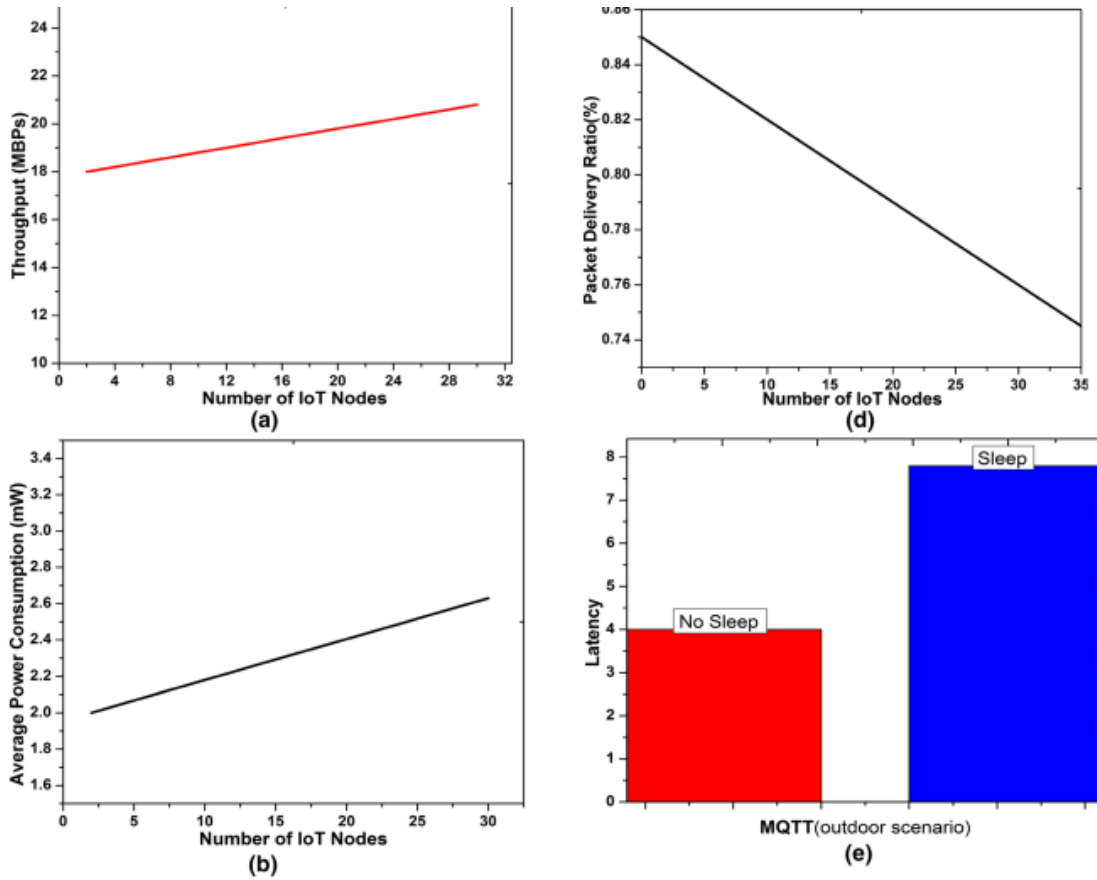 24
22
20
18
16
14
12
10
Throughput (MBPs)
0 4 8 12 16 20 24 28 32
Number of IoT Nodes
(a)
0.86
0.84
0.82
0.80
0.78
0.76
0.74
Packet Delivery Ratio(%)
0 5 10 15 20 25 30 35
Number of IoT Nodes
(d)
3.4
3.2
3.0
2.8
2.6
2.4
2.2
2.0
1.8
1.6
Average Power Consumption (mW)
0 5 10 15 20 25 30
Number of IoT Nodes
(b)
8
7
6
5
4
3
2
1
0
Latency
No Sleep
Sleep
MQTT(outdoor scenario)
(e)